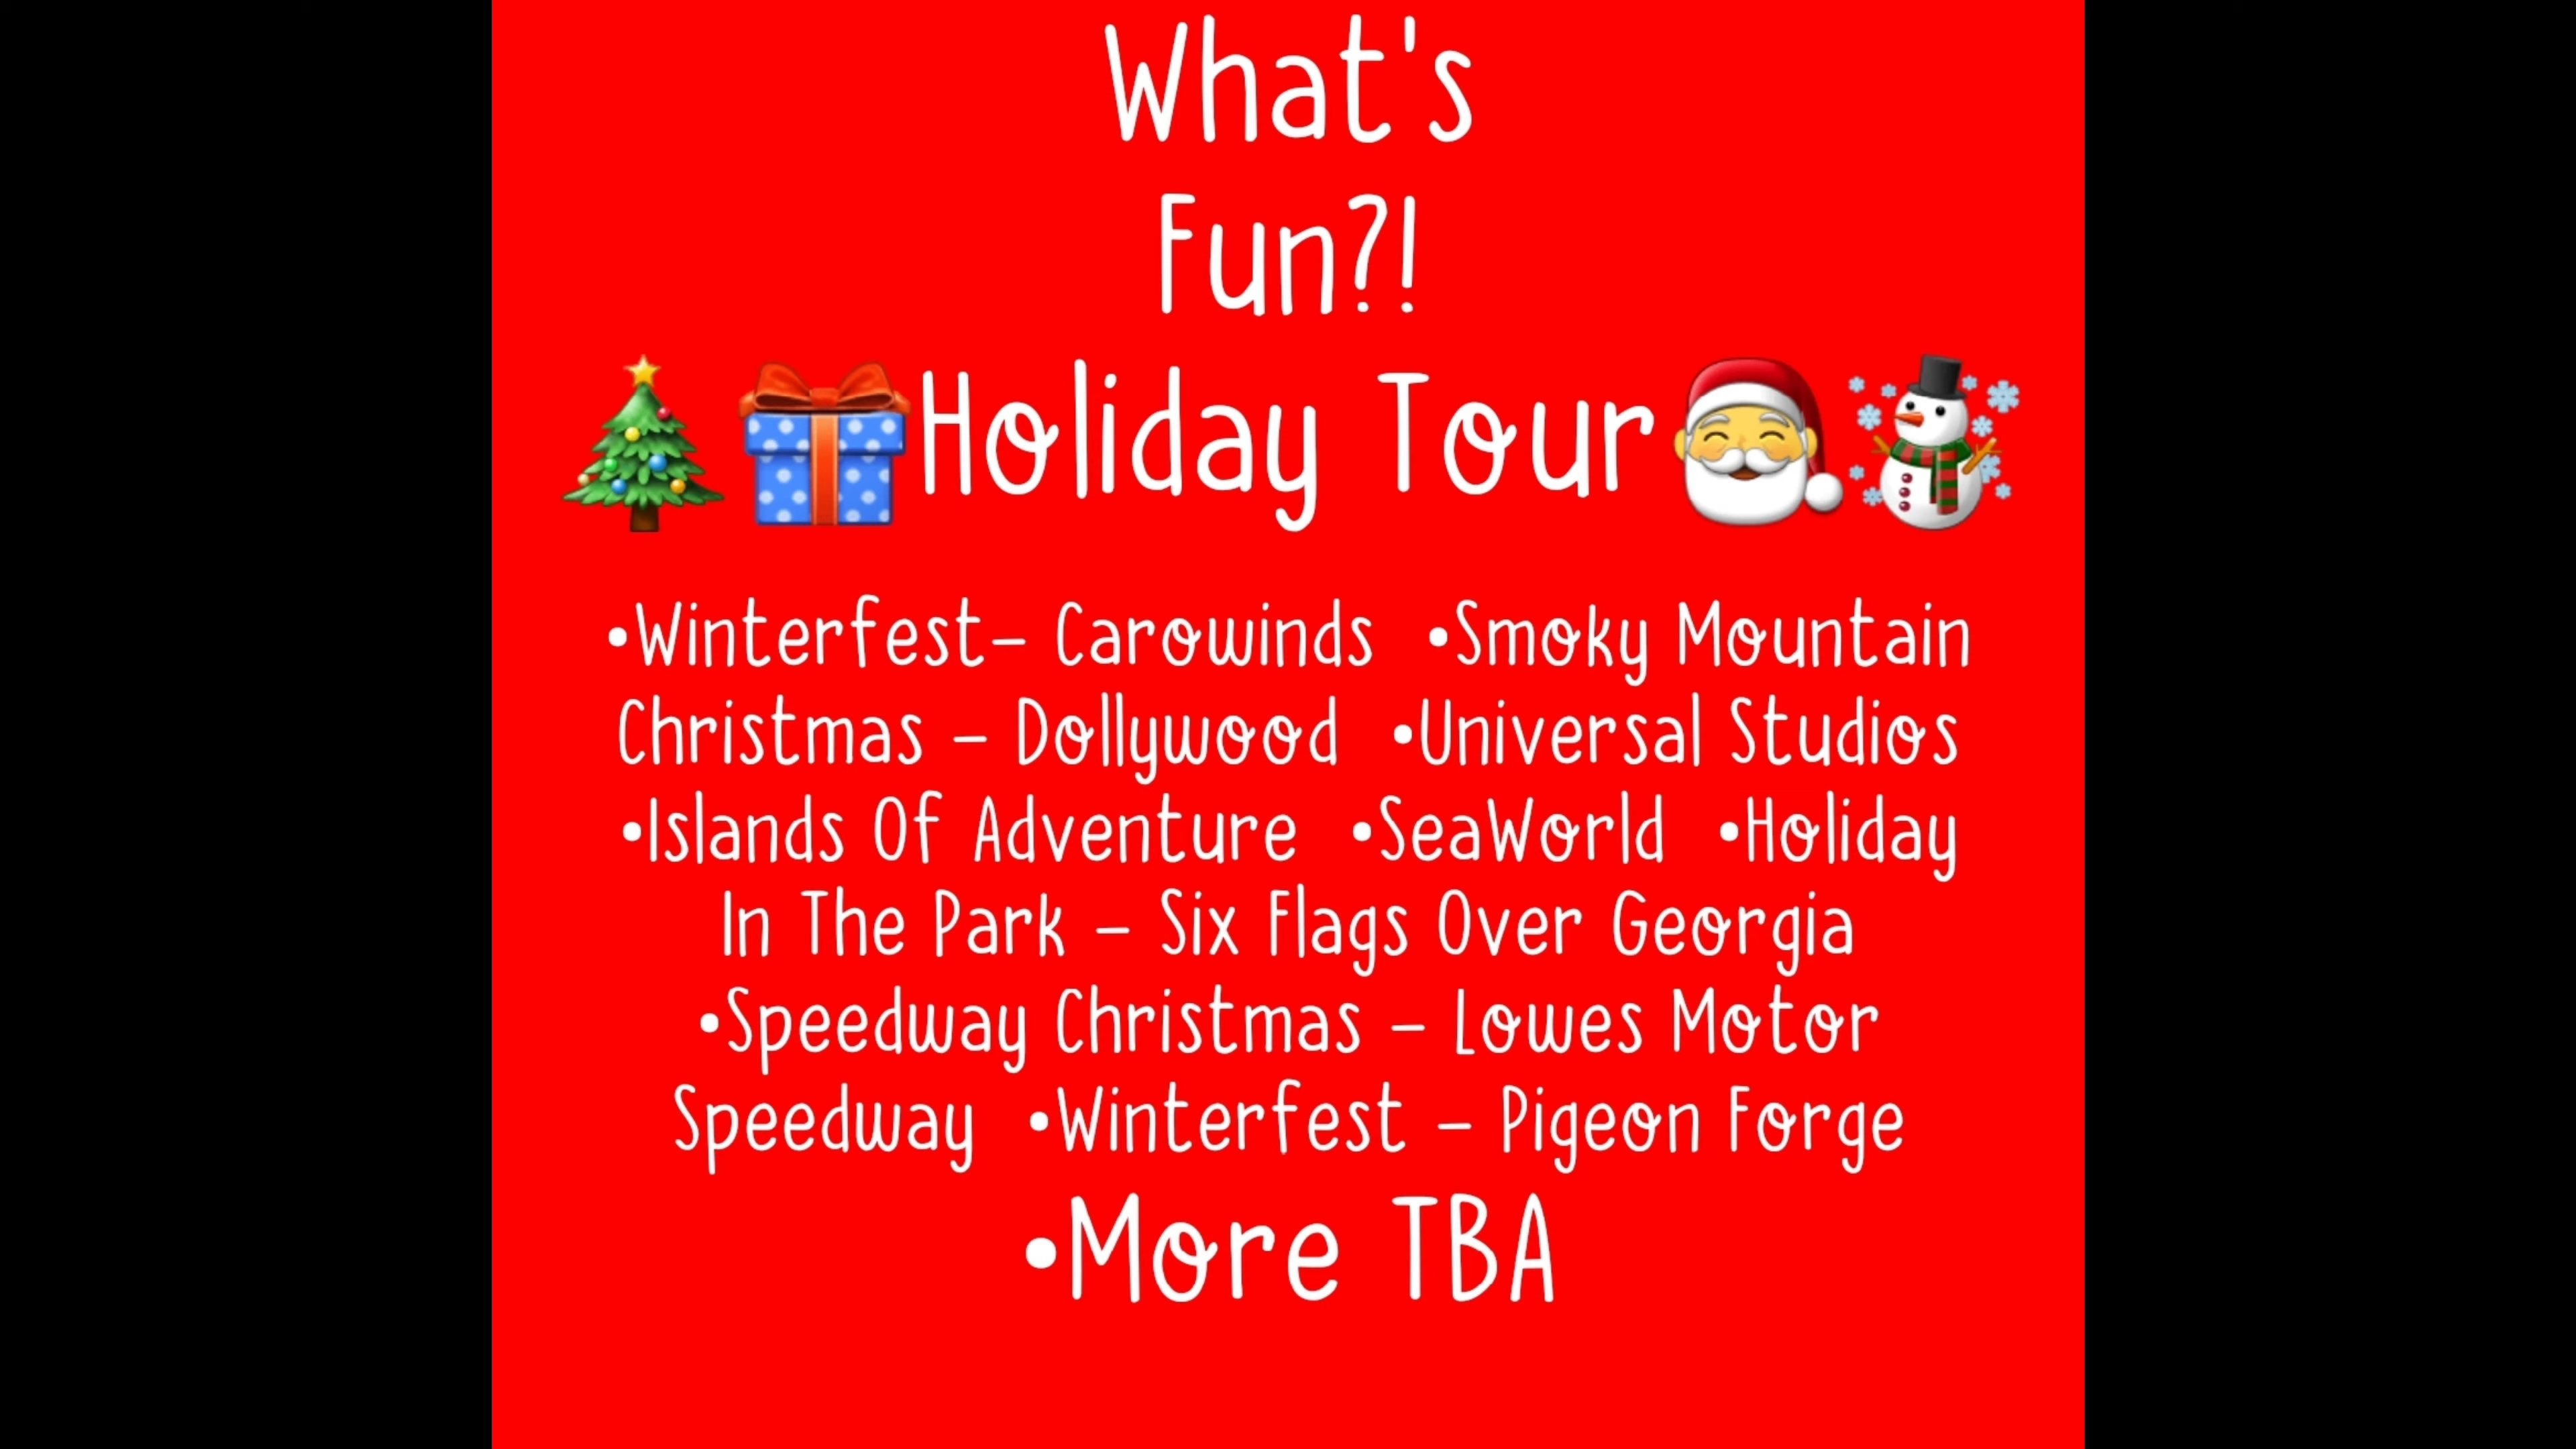 What's
Fun?!
🎄🎁Holiday Tour🎅☃
•Winterfest- Carowinds •Smoky Mountain
Christmas - Dollywood •Universal Studios
•Islands Of Adventure •SeaWorld •Holiday
In The Park - Six Flags Over Georgia
•Speedway Christmas - Lowes Motor
Speedway •Winterfest - Pigeon Forge
•More TBA